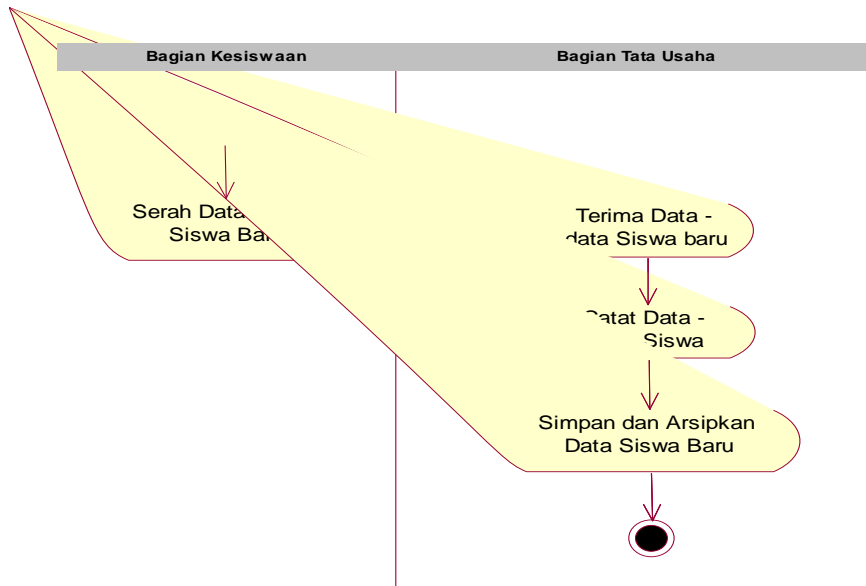 Bagian Kesiswaan
Bagian Tata Usaha
Serah Data
Siswa Baru
Terima Data -
data Siswa baru
Catat Data -
Siswa
Simpan dan Arsipkan
Data Siswa Baru